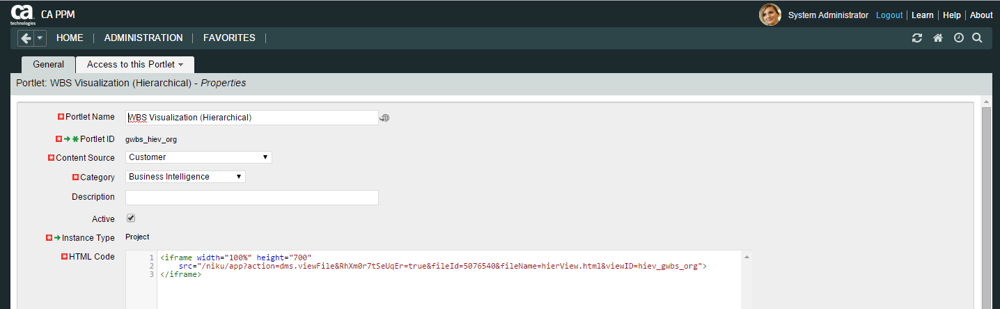 ca technologies CA PPM System Administrator Logout Learn Help About
HOME ADMINISTRATION FAVORITES
General Access to this Portlet
Portlet: WBS Visualization (Hierarchical) - Properties
Portlet Name WBS Visualization (Hierarchical)
Portlet ID gwbs_hiev_org
Content Source Customer
Category Business Intelligence
Description
Active
Instance Type Project
HTML Code 1 <iframe width="100%" height="700"
2 src="/niku/app?action=dms.viewFile&RhXm0r7tSeUqEr=true&fileId=5076540&fileName=hierView.html&viewID=hiev_gwbs_org">
3 </iframe>